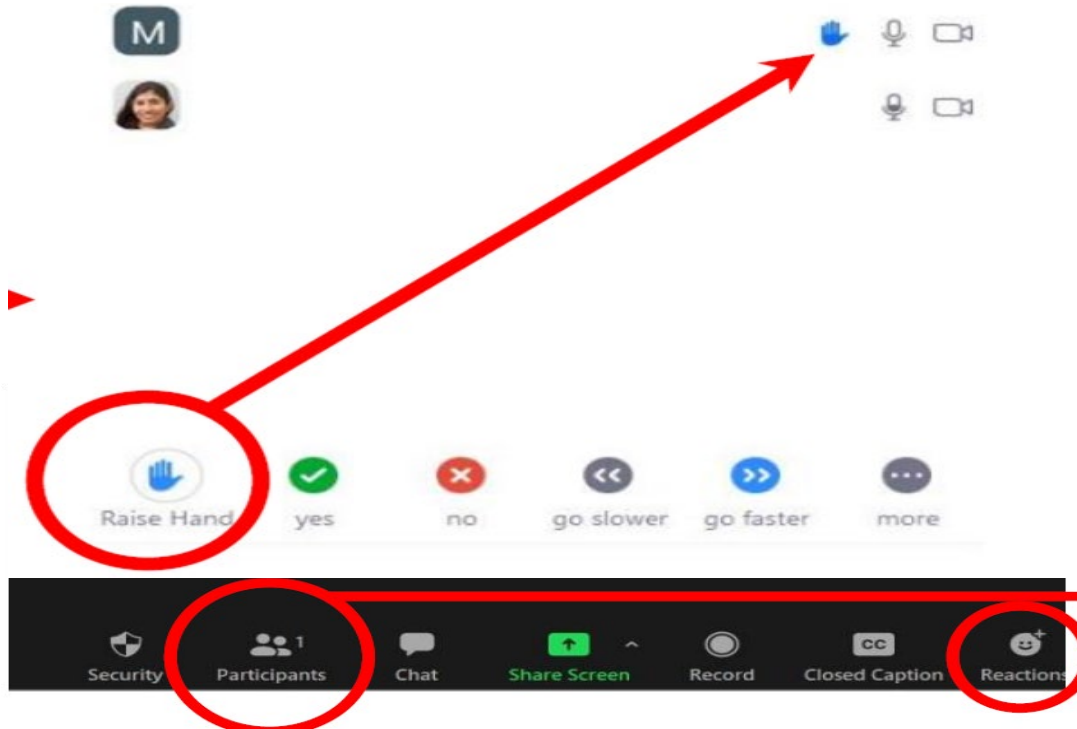 M
Raise Hand yes no go slower go faster more
1
CC
Security Participants Chat Share Screen Record Closed Caption Reactions